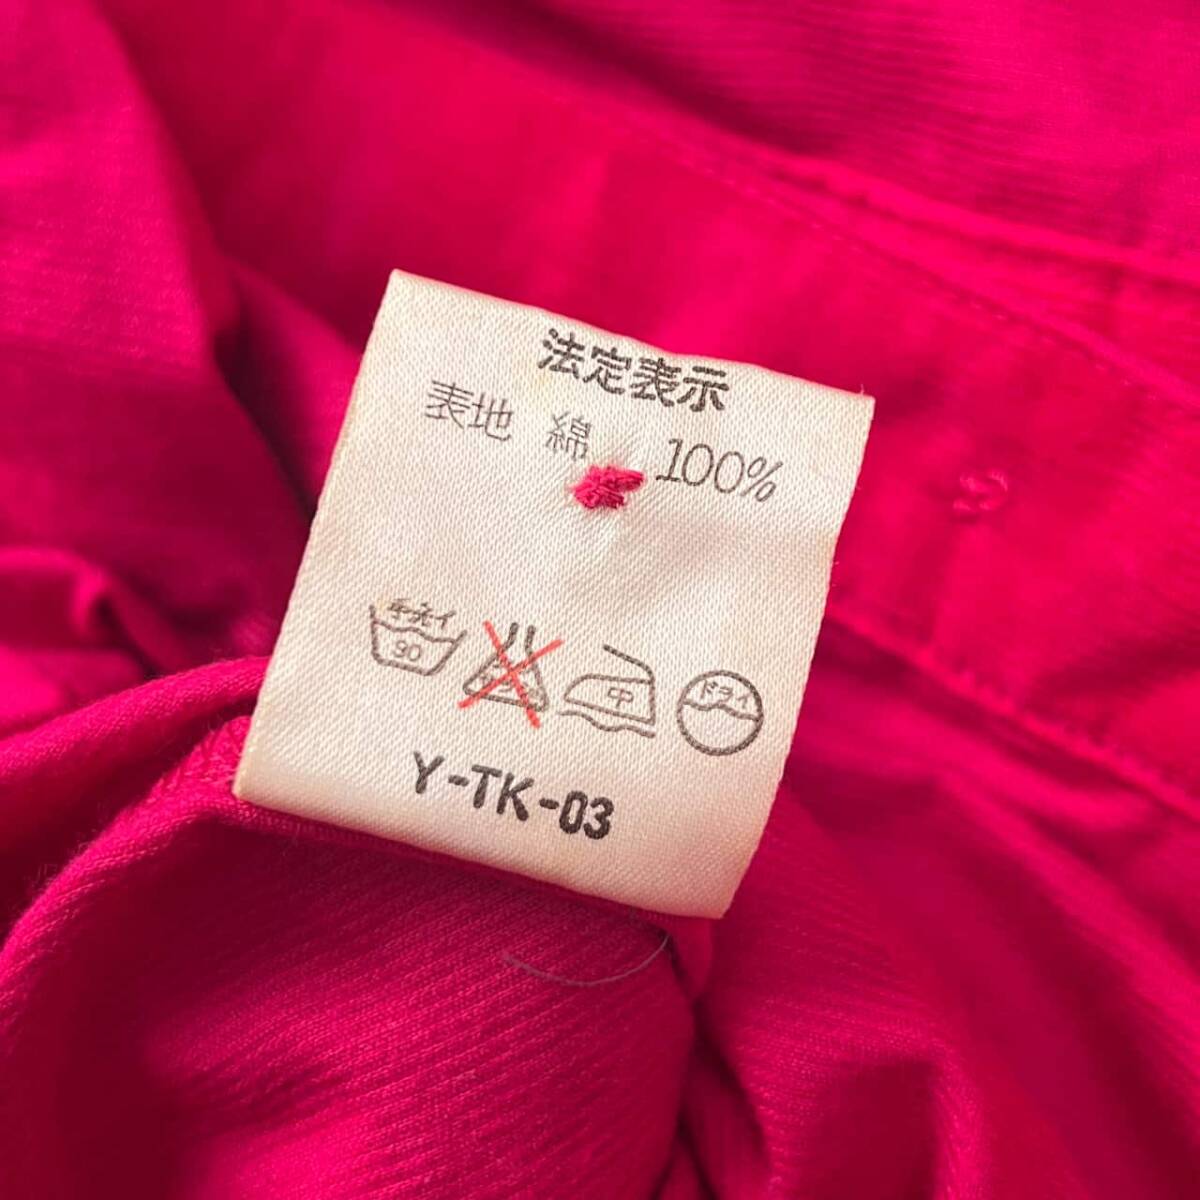 法定表示
表地 綿 100%
手洗イ
30
中
ドライ
Y-TK-03